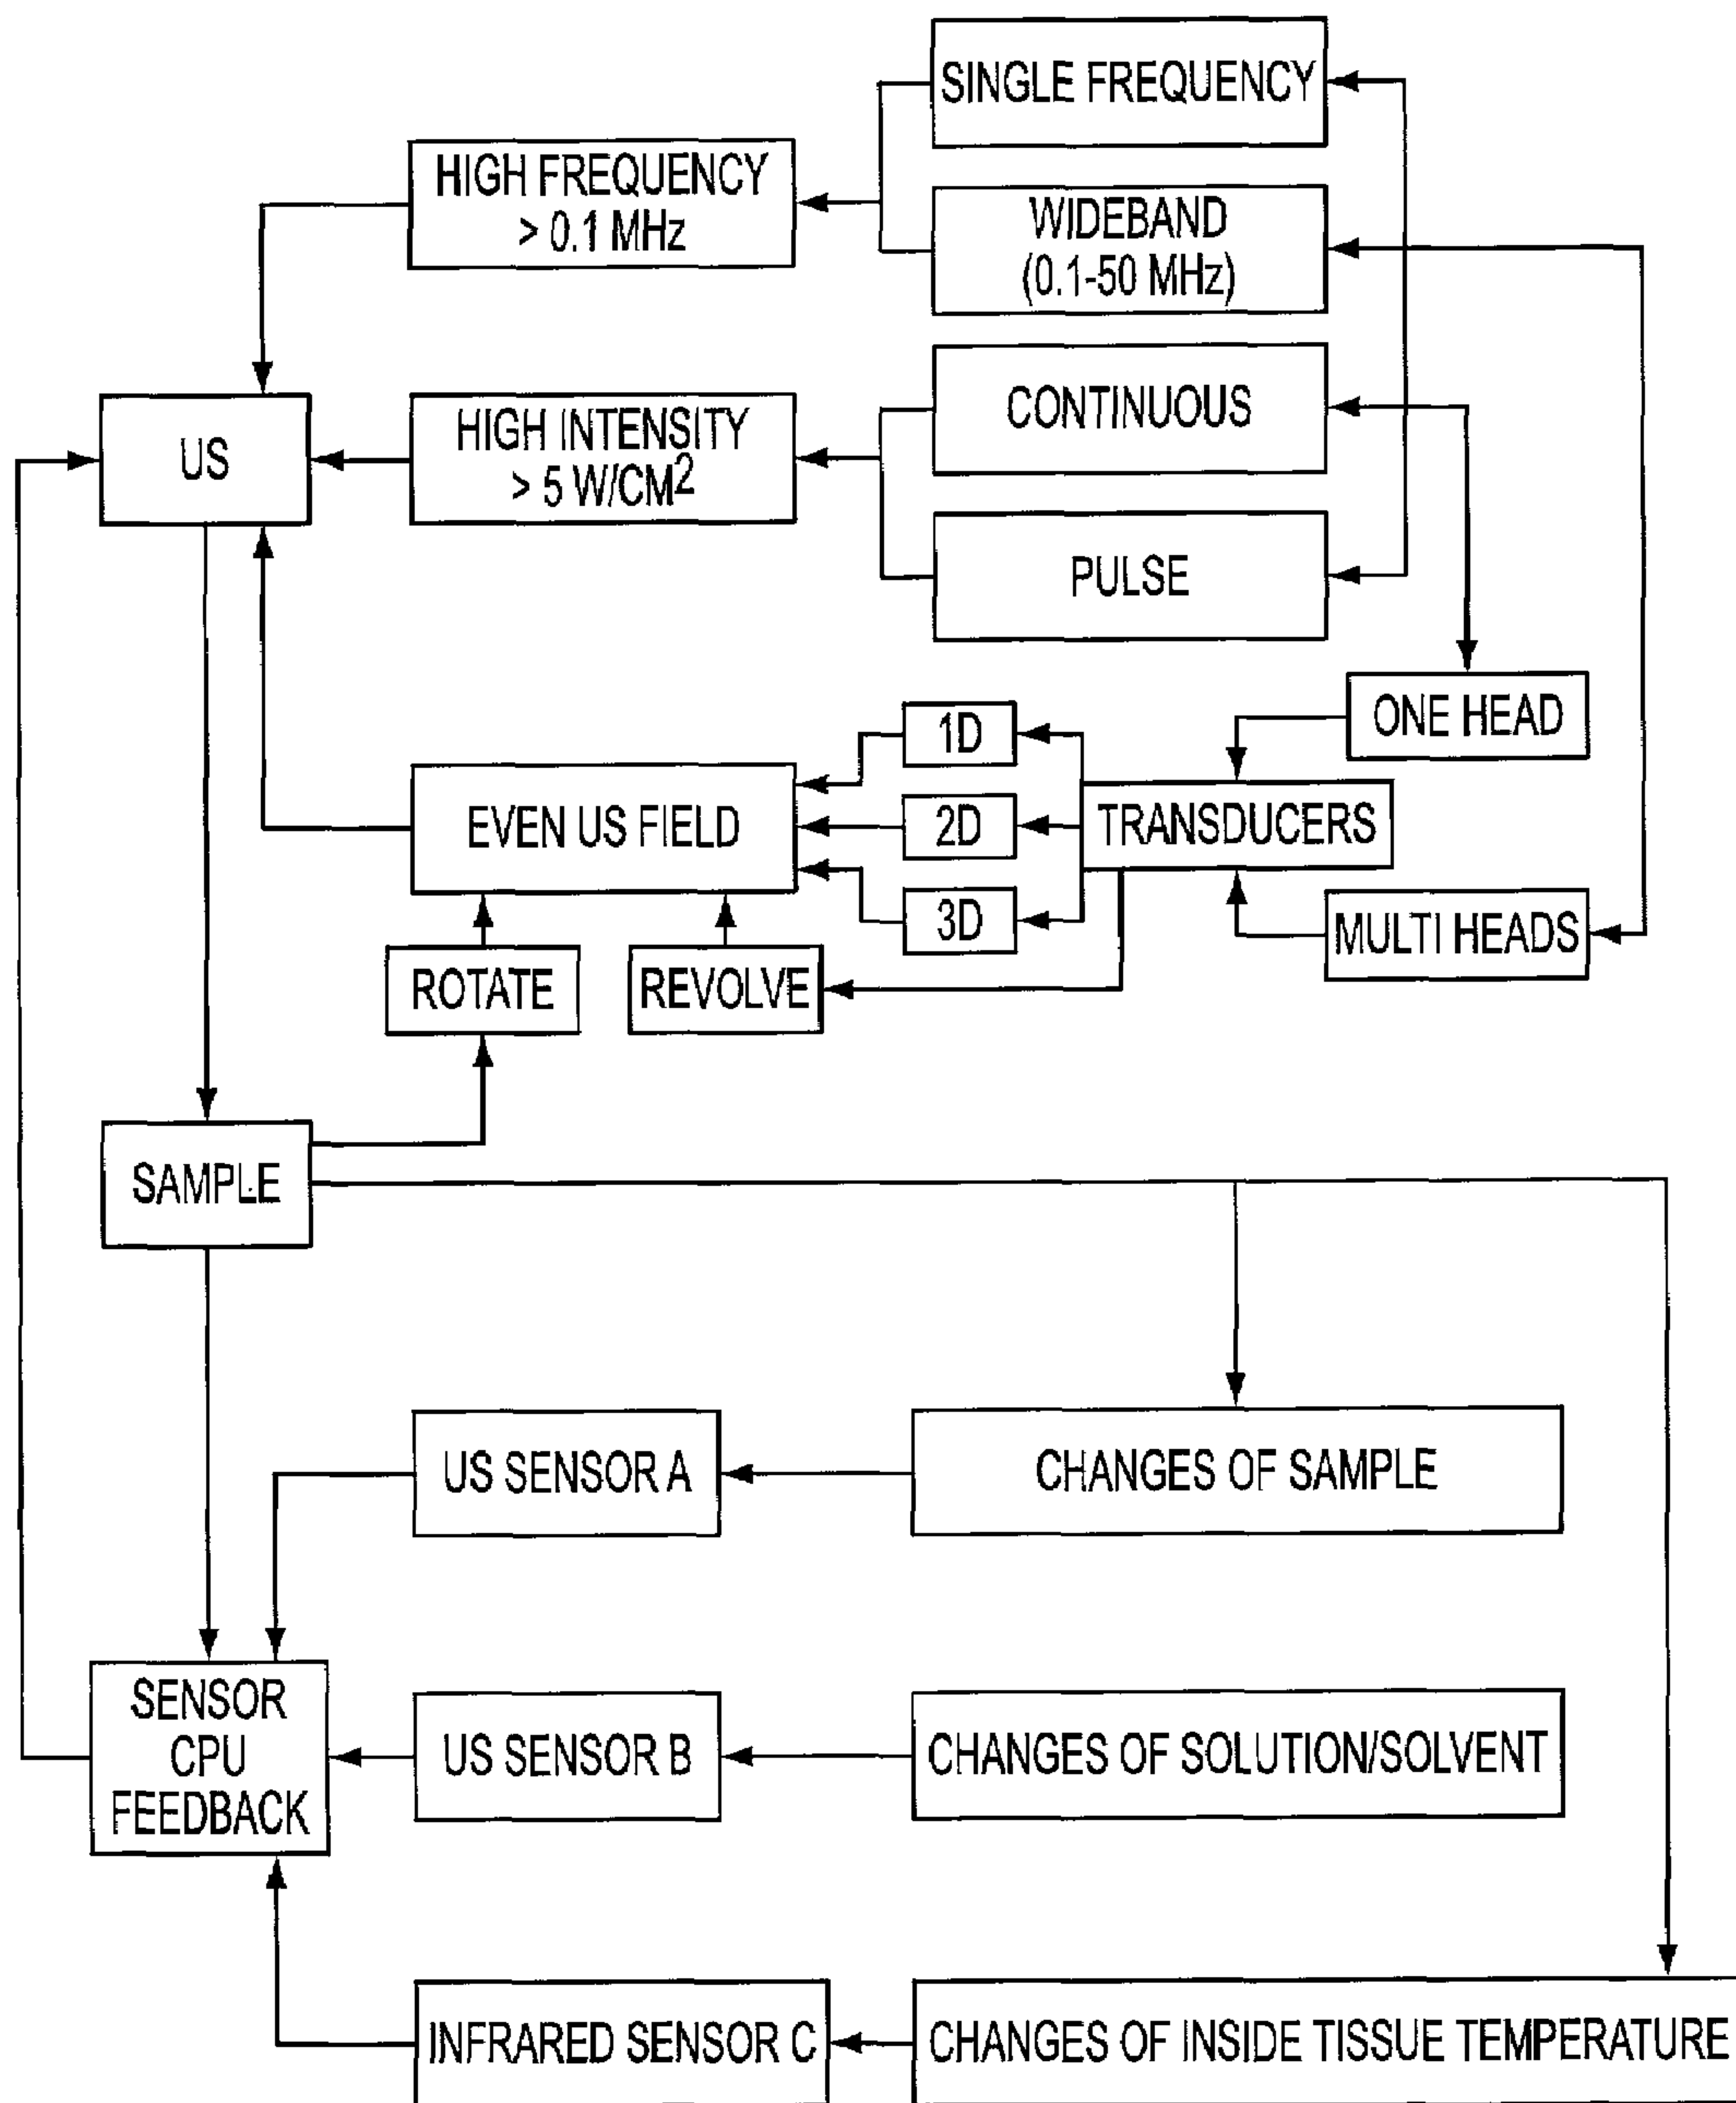 SINGLE FREQUENCY
HIGH FREQUENCY
> 0.1 MHz
WIDEBAND
(0.1-50 MHz)
US
HIGH INTENSITY
> 5 W/CM²
CONTINUOUS
PULSE
ONE HEAD
1D
EVEN US FIELD
2D
TRANSDUCERS
3D
MULTI HEADS
ROTATE
REVOLVE
SAMPLE
US SENSOR A
CHANGES OF SAMPLE
SENSOR
CPU
FEEDBACK
US SENSOR B
CHANGES OF SOLUTION/SOLVENT
INFRARED SENSOR C
CHANGES OF INSIDE TISSUE TEMPERATURE